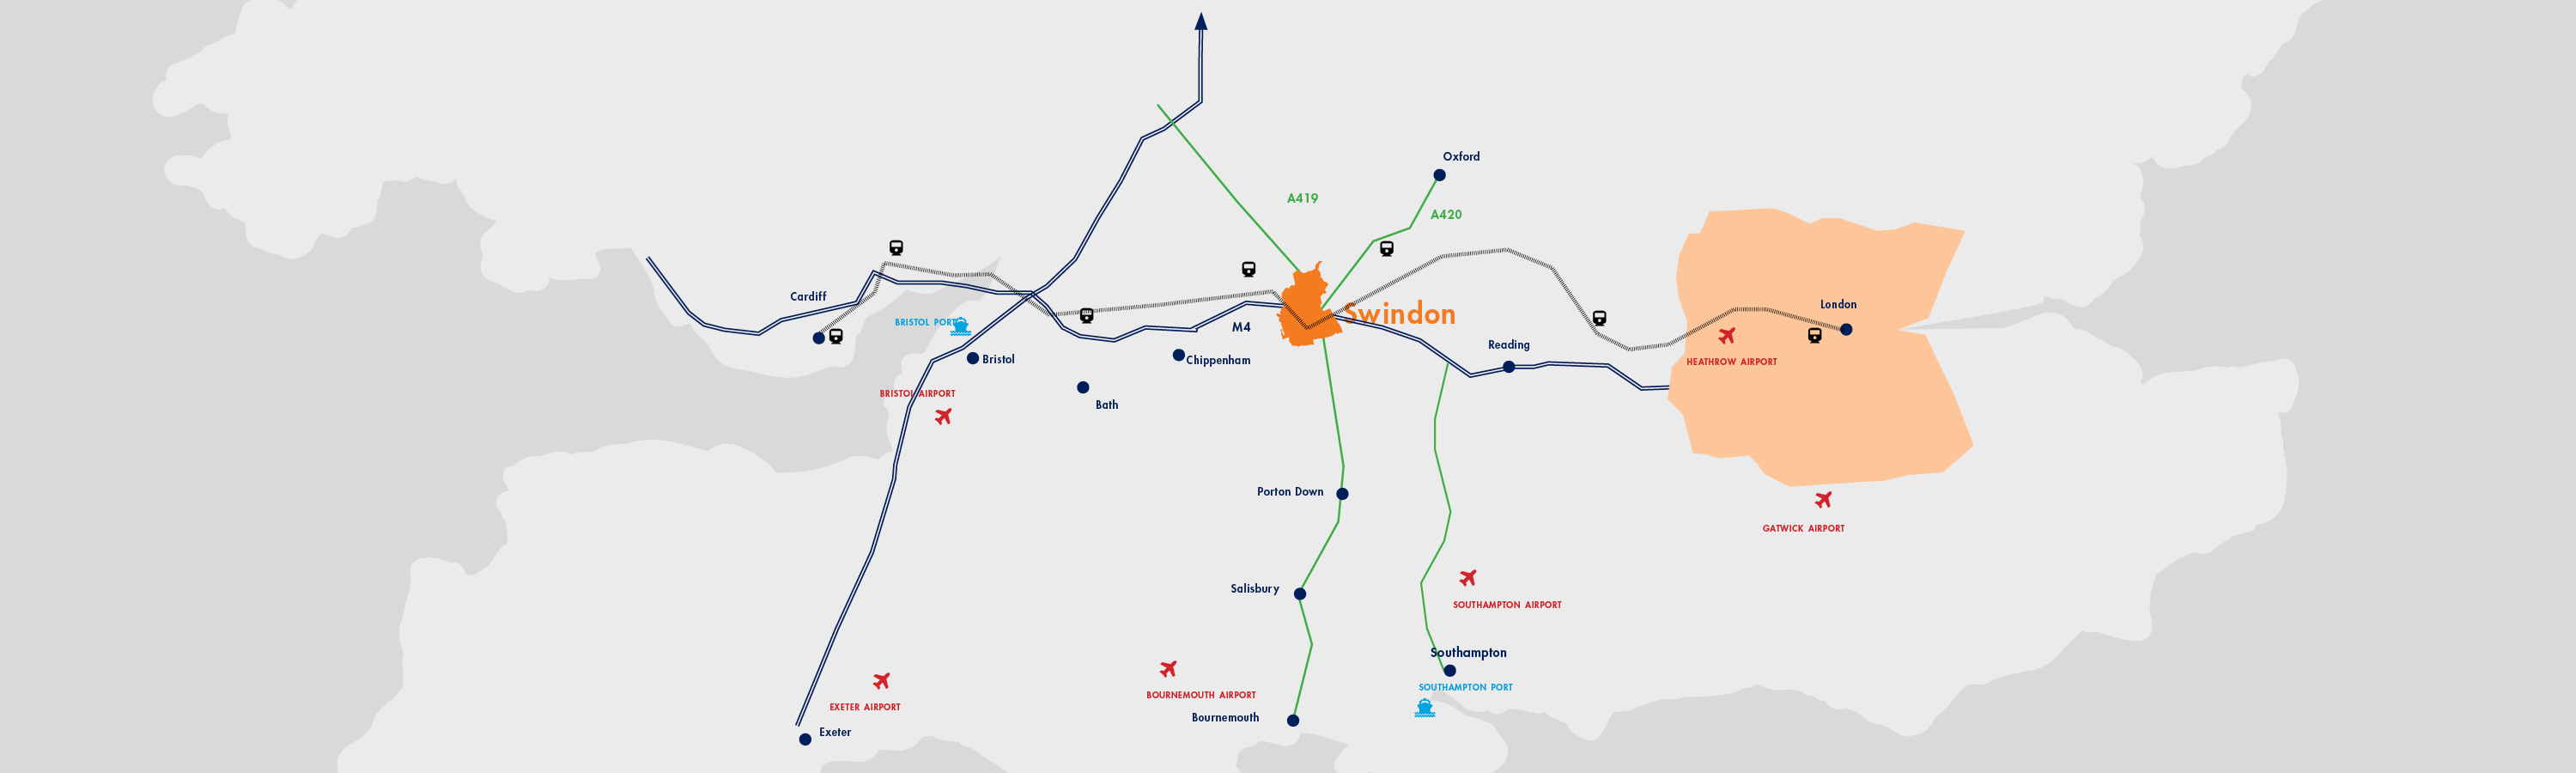 Oxford
A419
A420
Cardiff
London
Swindon
BRISTOL PORT
M4
Reading
Bristol
Chippenham
HEATHROW AIRPORT
BRISTOL AIRPORT
Bath
Porton Down
GATWICK AIRPORT
Salisbury
SOUTHAMPTON AIRPORT
Southampton
SOUTHAMPTON PORT
BOURNEMOUTH AIRPORT
EXETER AIRPORT
Bournemouth
Exeter